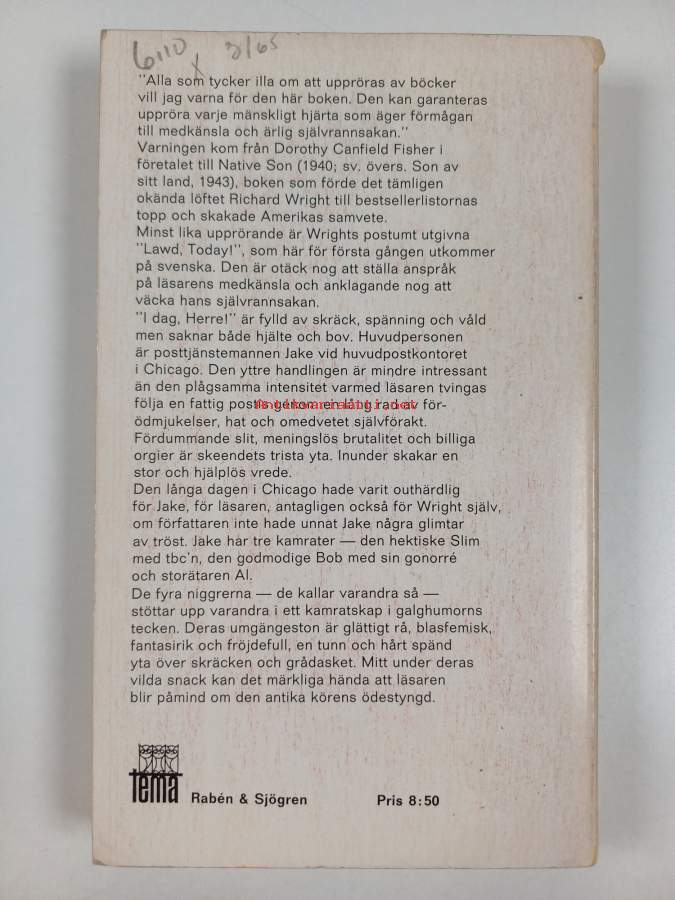 6,110 x 3/65
"Alla som tycker illa om att uppröras av böcker
vill jag varna för den här boken. Den kan garanteras
uppröra varje mänskligt hjärta som äger förmågan
till medkänsla och ärlig självrannsakan."
Varningen kom från Dorothy Canfield Fisher i
företalet till Native Son (1940; sv. övers. Son av
sitt land, 1943), boken som förde det tämligen
okända löftet Richard Wright till bestsellerlistornas
topp och skakade Amerikas samvete.
Minst lika upprörande är Wrights postumt utgivna
"Lawd, Today!", som här för första gången utkommer
på svenska. Den är otäck nog att ställa anspråk
på läsarens medkänsla och anklagande nog att
väcka hans självrannsakan.
"I dag, Herre!" är fylld av skräck, spänning och våld
men saknar både hjälte och bov. Huvudpersonen
är posttjänstemannen Jake vid huvudpostkontoret
i Chicago. Den yttre handlingen är mindre intressant
än den plågsamma intensitet varmed läsaren tvingas
följa en fattig postis genom en lång rad av för-
Antikvariaatti.net
ödmjukelser, hat och omedvetet självförakt.
Fördummande slit, meningslös brutalitet och billiga
orgier är skeendets trista yta. Inunder skakar en
stor och hjälplös vrede.
Den långa dagen i Chicago hade varit outhärdlig
för Jake, för läsaren, antagligen också för Wright själv,
om författaren inte hade unnat Jake några glimtar
av tröst. Jake har tre kamrater — den hektiske Slim
med tbc'n, den godmodige Bob med sin gonorré
och storätaren Al.
De fyra niggrerna — de kallar varandra så —
stöttar upp varandra i ett kamratskap i galghumorns
tecken. Deras umgängeston är glättigt rå, blasfemisk,
fantasirik och fröjdefull, en tunn och hårt spänd
yta över skräcken och grådasket. Mitt under deras
vilda snack kan det märkliga hända att läsaren
blir påmind om den antika körens ödestyngd.
tema
Rabén & Sjögren Pris 8:50